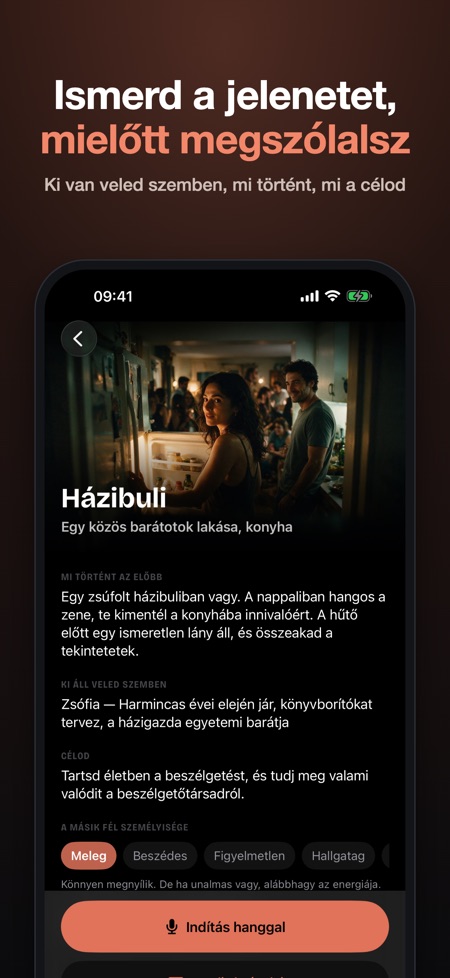 Ismerd a jelenetet,
mielőtt megszólalsz
Ki van veled szemben, mi történt, mi a célod
09:41
Házibuli
Egy közös barátotok lakása, konyha
MI TÖRTÉNT AZ ELŐBB
Egy zsúfolt házibuliban vagy. A nappaliban hangos a
zene, te kimentél a konyhába innivalóért. A hűtő
előtt egy ismeretlen lány áll, és összeakad a
tekintetetek.
KI ÁLL VELED SZEMBEN
Zsófia — Harmincas évei elején jár, könyvborítókat
tervez, a házigazda egyetemi barátja
CÉLOD
Tartsd életben a beszélgetést, és tudj meg valami
valódit a beszélgetőtársadról.
A MÁSIK FÉL SZEMÉLYISÉGE
Meleg Beszédes Figyelmetlen Hallgatag
Könnyen megnyílik. De ha unalmas vagy, alábbhagy az energiája.
Indítás hanggal